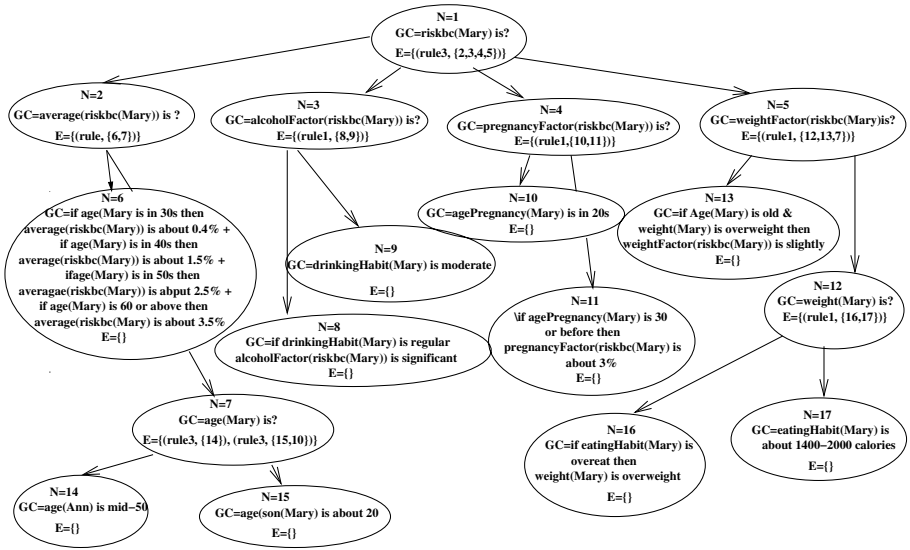 N=1
GC=riskbc(Mary) is?
E={(rule3, {2,3,4,5})}
N=2
GC=average(riskbc(Mary) is ?
E={(rule, {6,7})}
N=3
GC=alcoholFactor(riskbc(Mary)) is?
E={(rule1, {8,9})}
N=4
GC=pregnancyFactor(riskbc(Mary)) is?
E={(rule1,{10,11})}
N=5
GC=weightFactor(riskbc(Mary)is?
E={(rule1, {12,13,7})}
N=6
GC=if age(Mary is in 30s then
average(riskbc(Mary)) is about 0.4% +
if age(Mary) is in 40s then
average(riskbc(Mary)) is about 1.5% +
ifage(Mary) is in 50s then
averagae(riskbc(Mary)) is abput 2.5% +
if age(Mary) is 60 or above then
average(riskbc(Mary) is about 3.5%
E={}
N=9
GC=drinkingHabit(Mary) is moderate
E={}
N=10
GC=agePregnancy(Mary) is in 20s
E={}
N=13
GC=if Age(Mary) is old &
weight(Mary) is overweight then
weightFactor(riskbc(Mary)) is slightly
E={}
N=8
GC=if drinkingHabit(Mary) is regular
alcoholFactor(riskbc(Mary)) is significant
E={}
N=11
\if agePregnancy(Mary) is 30
or before then
pregnancyFactor(riskbc(Mary) is
about 3%
E={}
N=12
GC=weight(Mary) is?
E={(rule1, {16,17})}
N=7
GC=age(Mary) is?
E={(rule3, {14}), (rule3, {15,10})}
N=16
GC=if eatingHabit(Mary) is
overeat then
weight(Mary) is overweight
E={}
N=17
GC=eatingHabit(Mary) is
about 1400−2000 calories
E={}
N=14
GC=age(Ann) is mid−50
E={}
N=15
GC=age(son(Mary) is about 20
E={}